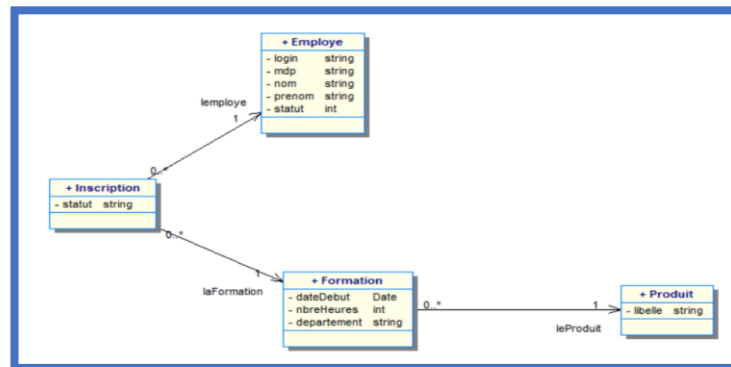 + Employe
- login string
- mdp string
- nom string
- prenom string
- statut int
lemploye
1
0..*
+ Inscription
- statut string
0..*
1
laFormation
+ Formation
- dateDebut Date
- nbreHeures int
- departement string
0..*
1
leProduit
+ Produit
- libelle string